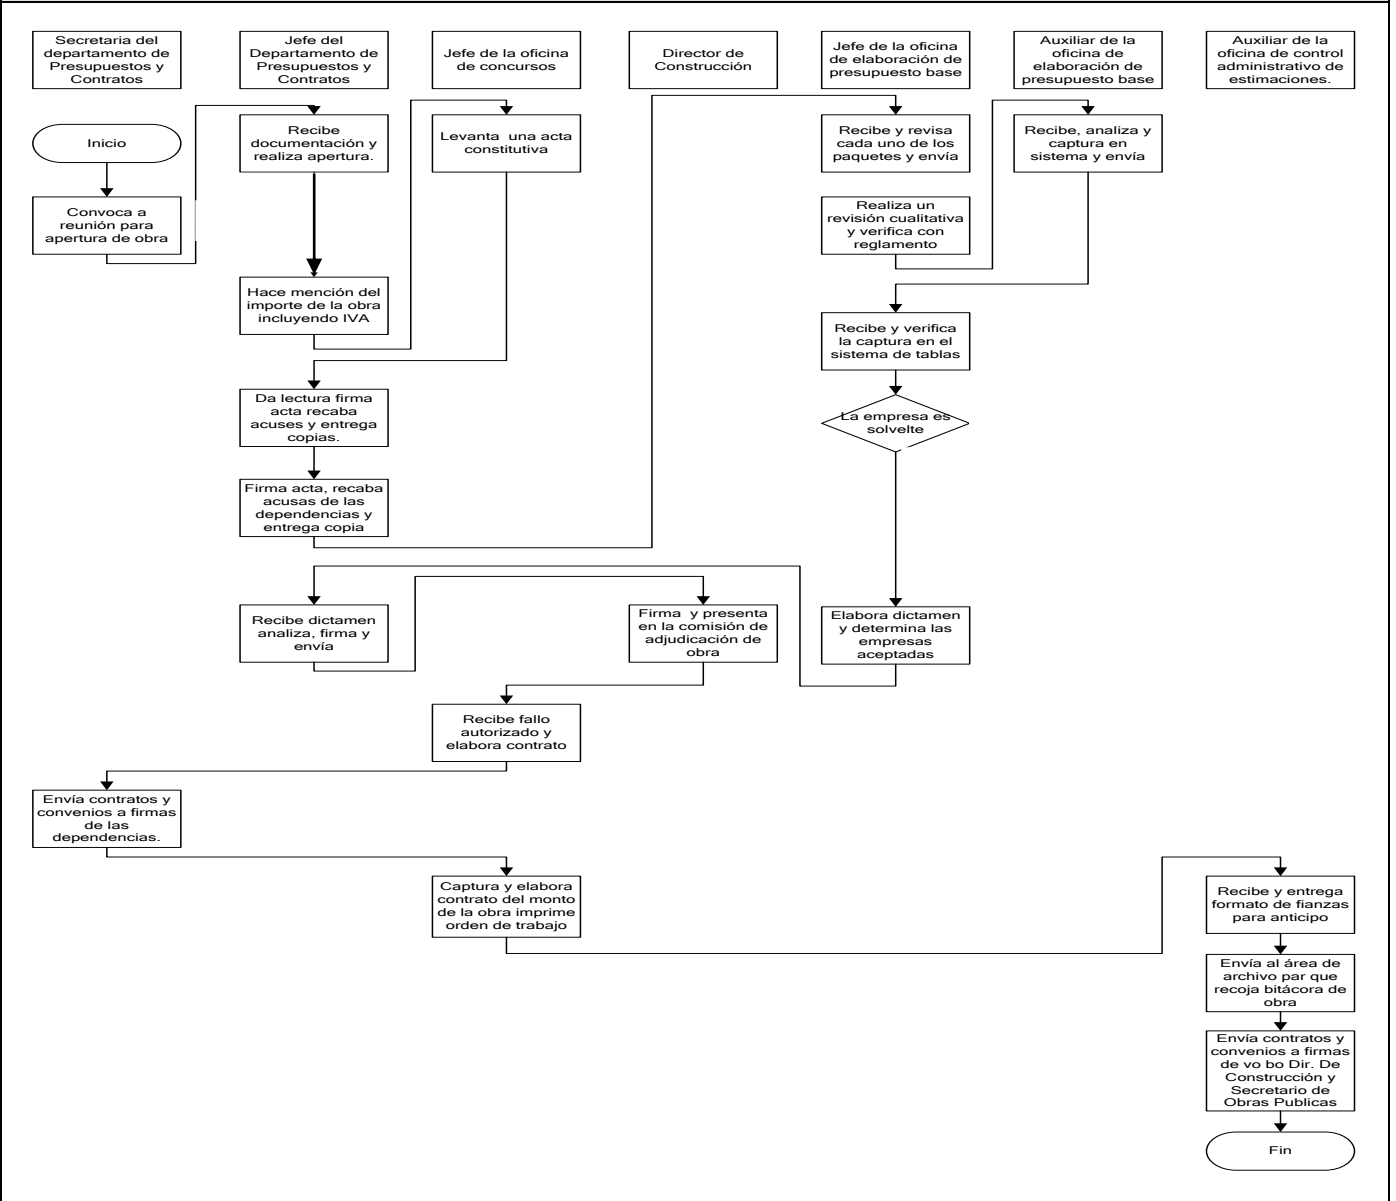 Secretaria del
departamento de
Presupuestos y
Contratos
Jefe del
Departamento de
Presupuestos y
Contratos
Jefe de la oficina
de concursos
Director de
Construcción
Jefe de la oficina
de elaboración de
presupuesto base
Auxiliar de la
oficina de
elaboración de
presupuesto base
Auxiliar de la
oficina de control
administrativo de
estimaciones.
Inicio
Recibe
documentación y
realiza apertura.
Levanta una acta
constitutiva
Recibe y revisa
cada uno de los
paquetes y envía
Recibe, analiza y
captura en
sistema y envía
Convoca a
reunión para
apertura de obra
Realiza un
revisión cualitativa
y verifica con
reglamento
Hace mención del
importe de la obra
incluyendo IVA
Recibe y verifica
la captura en el
sistema de tablas
Da lectura firma
acta recaba
acuses y entrega
copias.
La empresa es
solvelte
Firma acta, recaba
acusas de las
dependencias y
entrega copia
Recibe dictamen
analiza, firma y
envía
Firma y presenta
en la comisión de
adjudicación de
obra
Elabora dictamen
y determina las
empresas
aceptadas
Recibe fallo
autorizado y
elabora contrato
Envía contratos y
convenios a firmas
de las
dependencias.
Captura y elabora
contrato del monto
de la obra imprime
orden de trabajo
Recibe y entrega
formato de fianzas
para anticipo
Envía al área de
archivo par que
recoja bitácora de
obra
Envía contratos y
convenios a firmas
de vo bo Dir. De
Construcción y
Secretario de
Obras Publicas
Fin